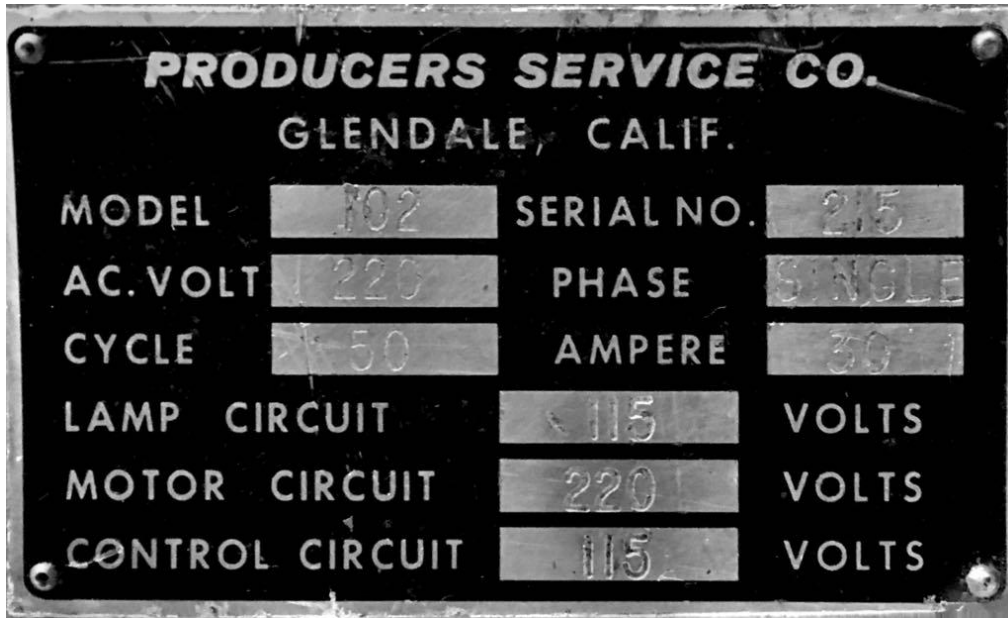 PRODUCERS SERVICE CO.
GLENDALE, CALIF.
MODEL 102 SERIAL NO. 215
AC. VOLT 220 PHASE SINGLE
CYCLE 50 AMPERE 30
LAMP CIRCUIT 115 VOLTS
MOTOR CIRCUIT 220 VOLTS
CONTROL CIRCUIT 115 VOLTS